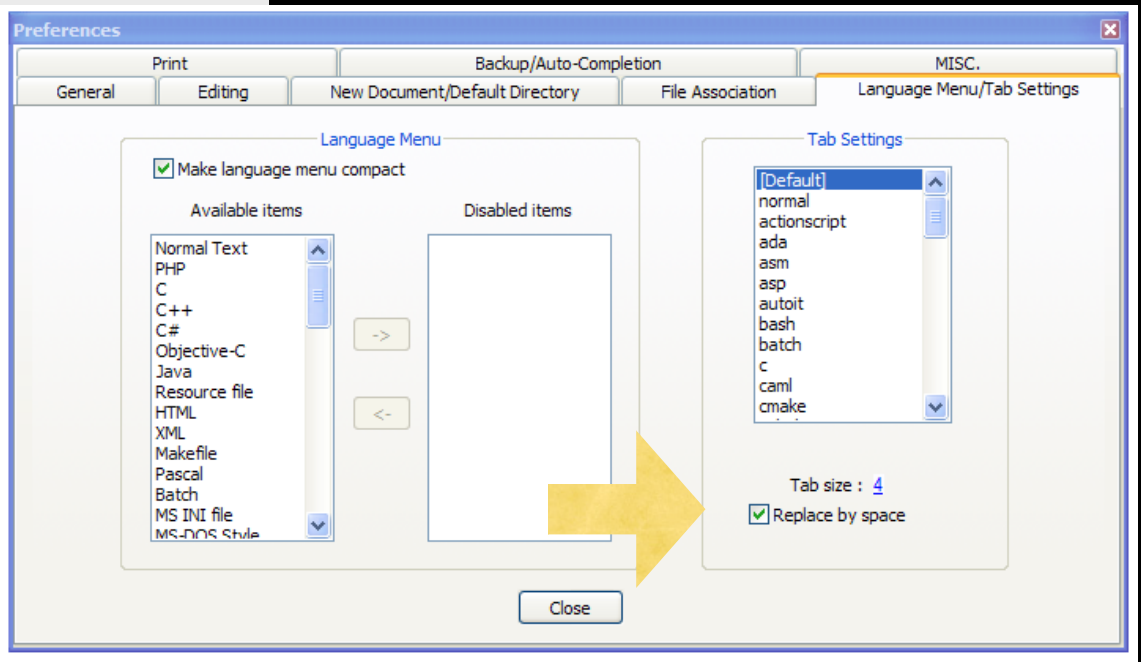 Preferences
Print
Backup/Auto-Completion
MISC.
General
Editing
New Document/Default Directory
File Association
Language Menu/Tab Settings
Language Menu
Make language menu compact
Available items
Disabled items
Normal Text
PHP
C
C++
C#
Objective-C
Java
Resource file
HTML
XML
Makefile
Pascal
Batch
MS INI file
MS-DOS Style
->
<-
Tab Settings
[Default]
normal
actionscript
ada
asm
asp
autoit
bash
batch
c
caml
cmake
Tab size : 4
Replace by space
Close